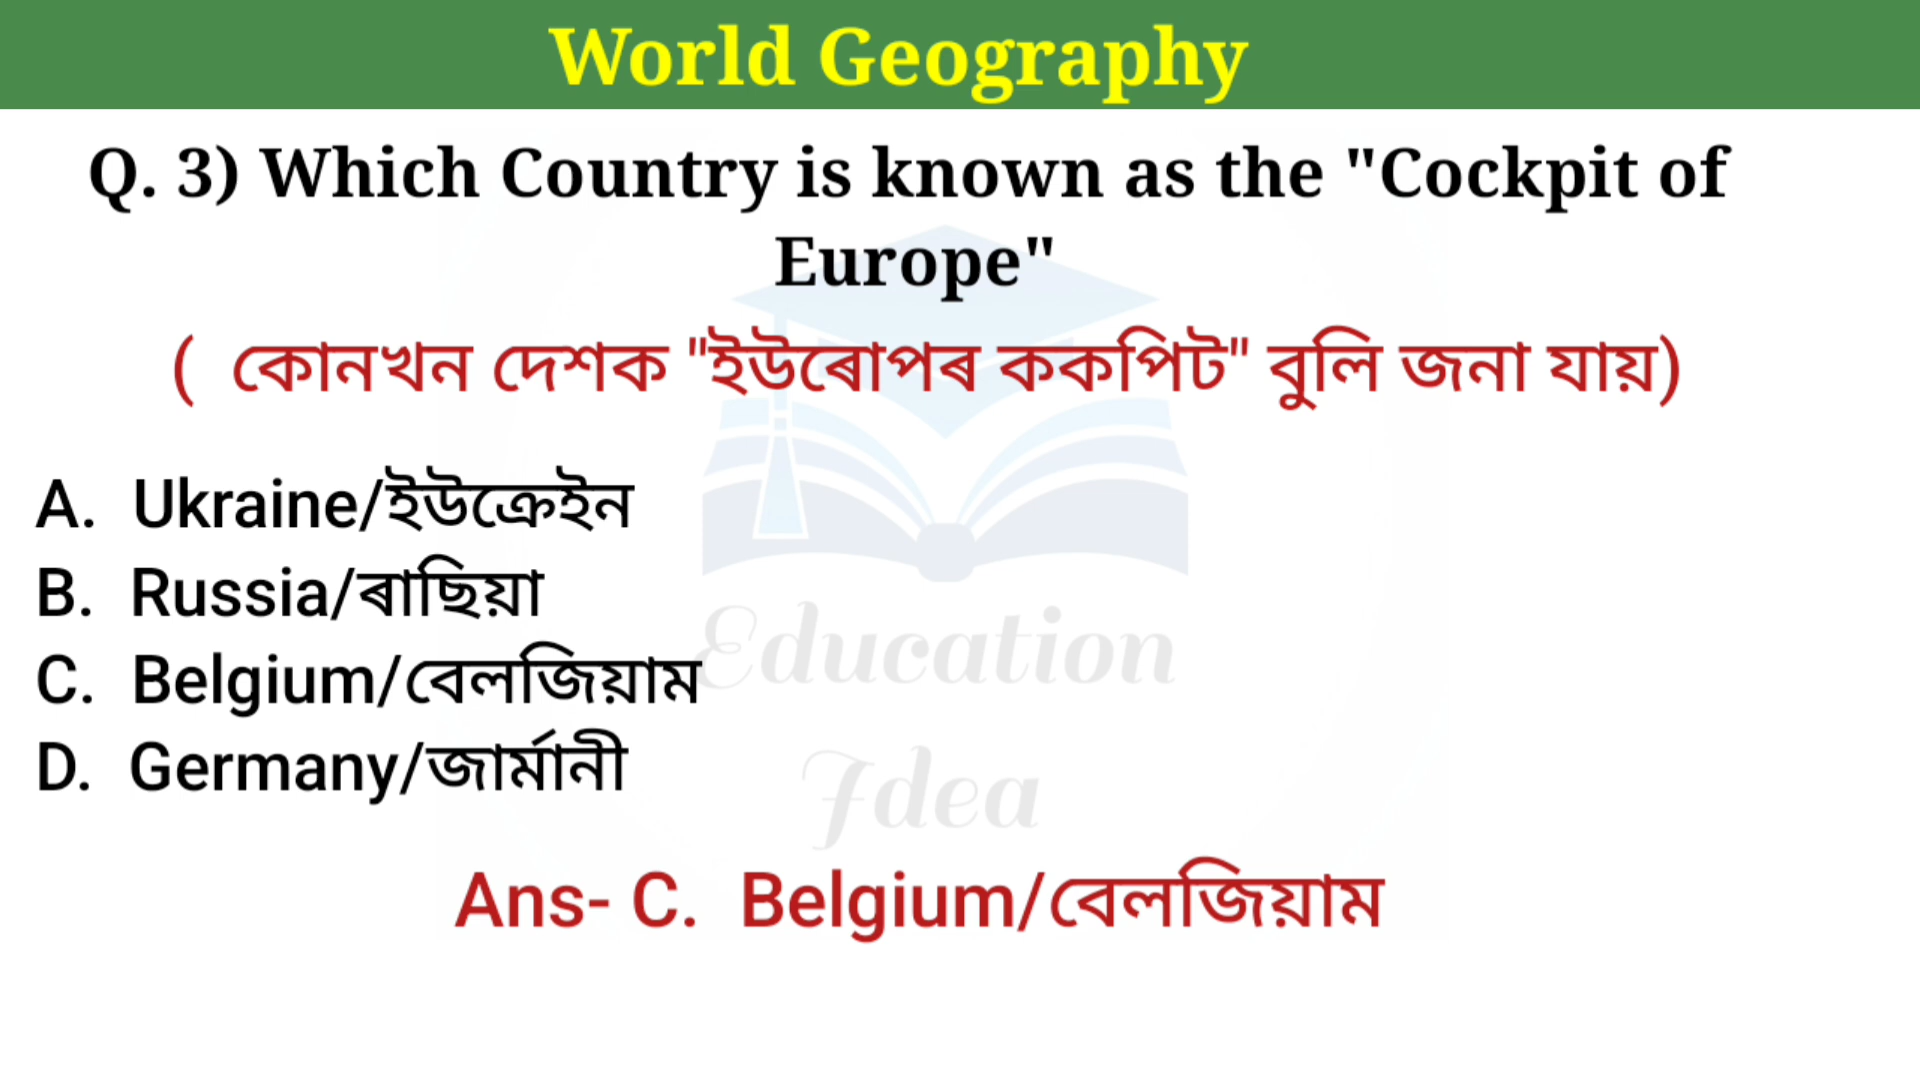 World Geography
Q. 3) Which Country is known as the "Cockpit of
Europe"
( কোনখন দেশক "ইউৰোপৰ ককপিট" বুলি জনা যায়)
A. Ukraine/ইউক্ৰেইন
B. Russia/ৰাছিয়া
C. Belgium/বেলজিয়াম
D. Germany/জাৰ্মানী
Education
Idea
Ans- C. Belgium/বেলজিয়াম